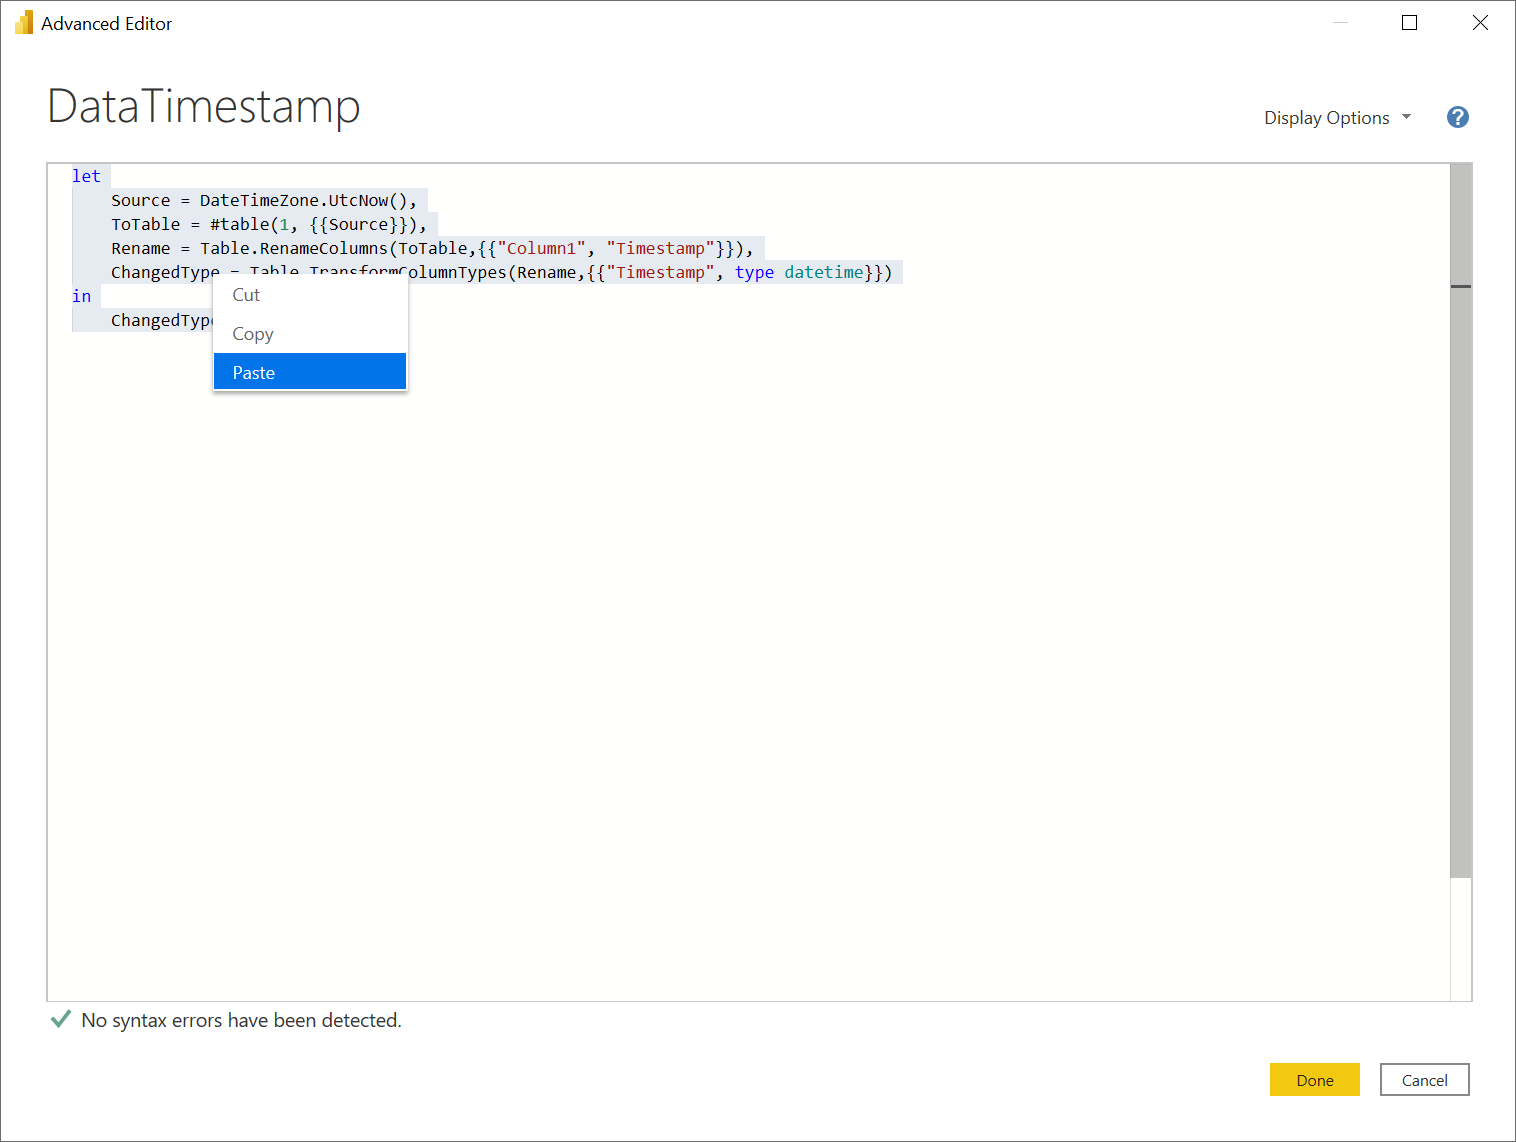 Advanced Editor
DataTimestamp
Display Options
?
let
Source = DateTimeZone.UtcNow(),
ToTable = #table(1, {{Source}}),
Rename = Table.RenameColumns(ToTable,{{"Column1", "Timestamp"}}),
ChangedType = Table.TransformColumnTypes(Rename,{{"Timestamp", type datetime}})
in
ChangedType
Cut
Copy
Paste
No syntax errors have been detected.
Done
Cancel